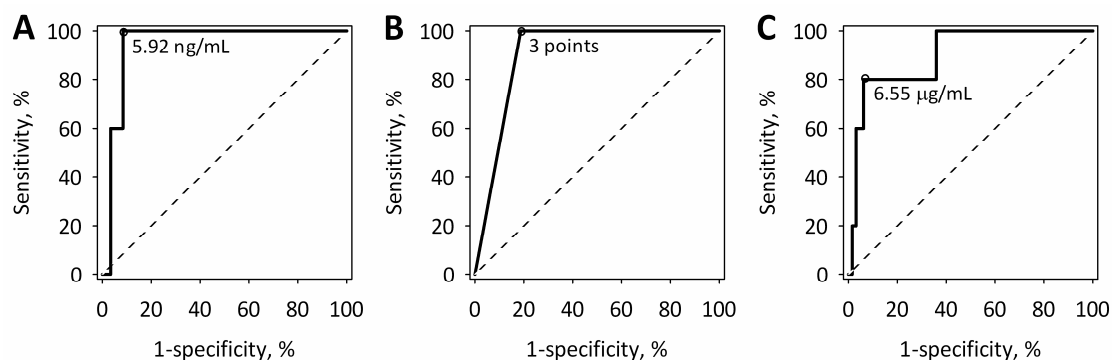 A
Sensitivity, %
100
80
60
40
20
0
5.92 ng/mL
0 20 40 60 80 100
1-specificity, %
B
Sensitivity, %
100
80
60
40
20
0
3 points
0 20 40 60 80 100
1-specificity, %
C
Sensitivity, %
100
80
60
40
20
0
6.55 µg/mL
0 20 40 60 80 100
1-specificity, %